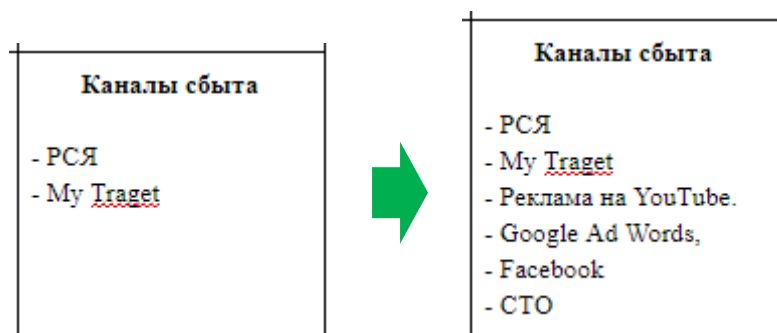 Каналы сбыта
- РСЯ
- My Traget
Каналы сбыта
- РСЯ
- My Traget
- Реклама на YouTube.
- Google Ad Words,
- Facebook
- СТО